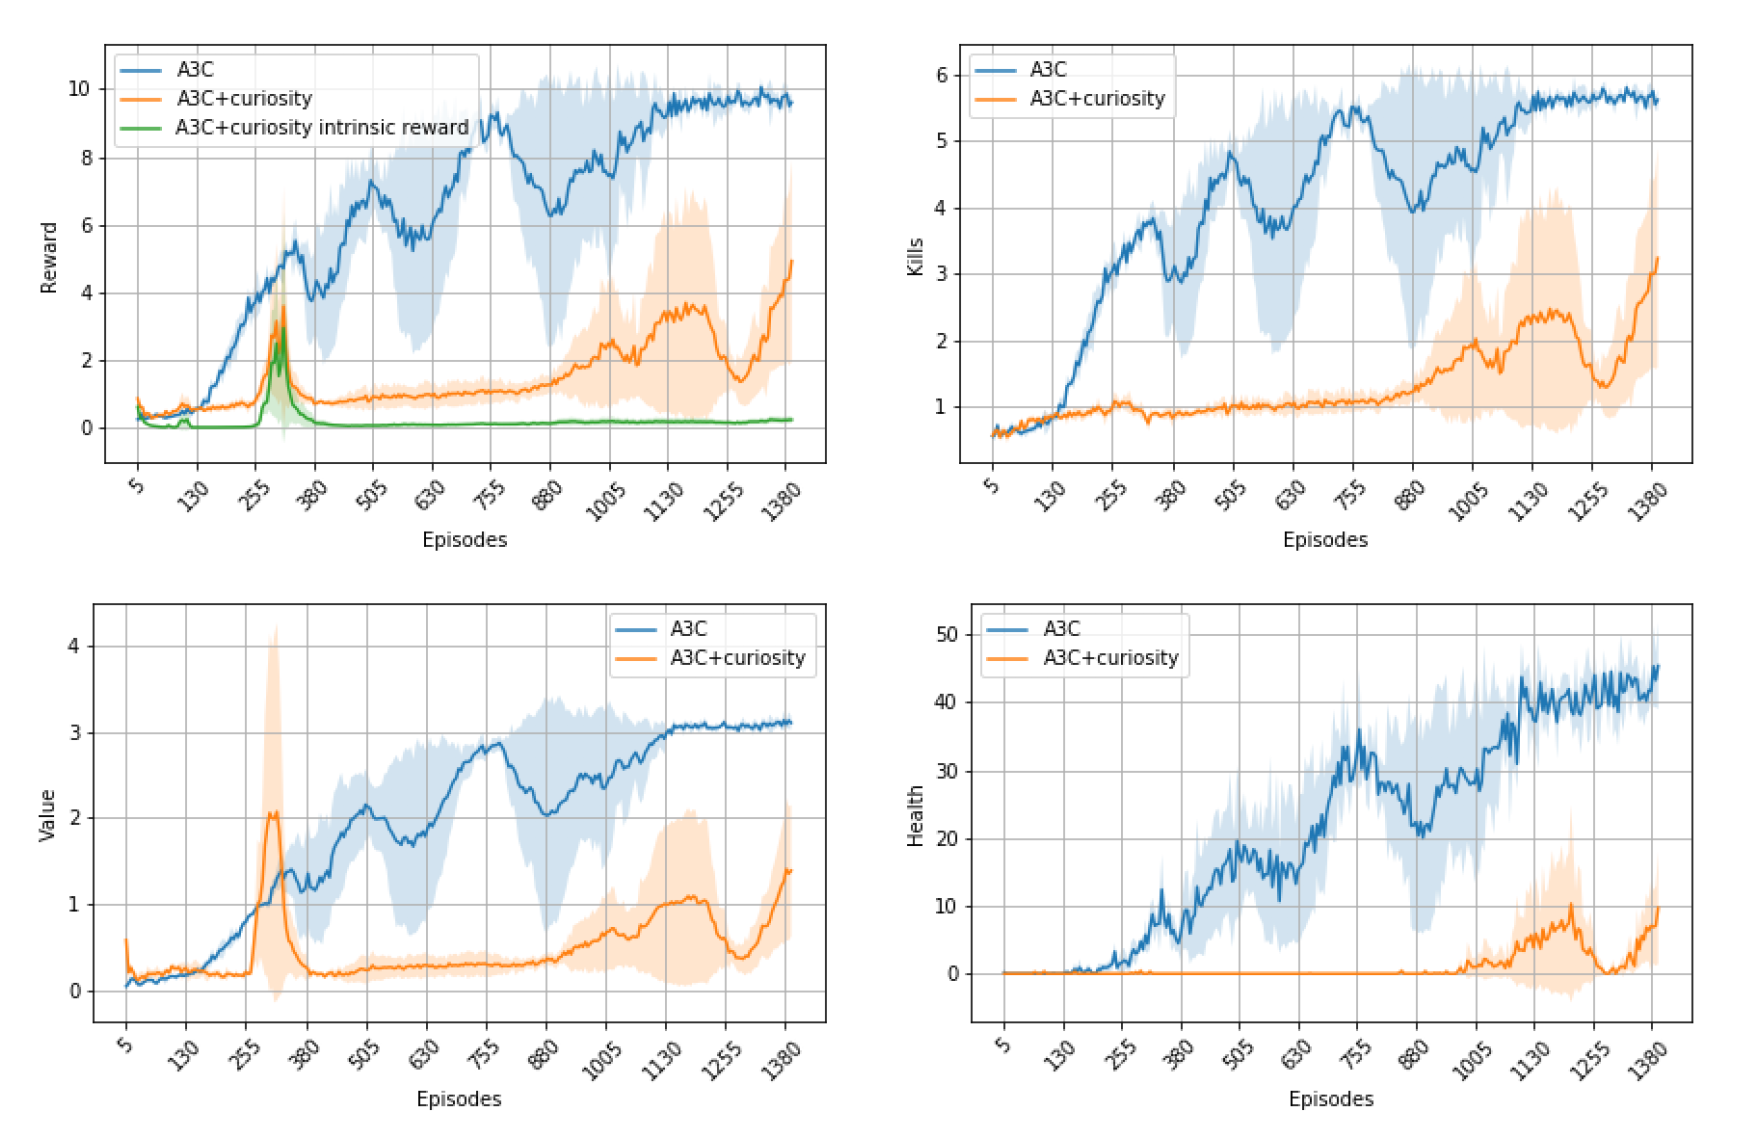 A3C
A3C+curiosity
A3C+curiosity intrinsic reward
Reward
10
8
6
4
2
0
5 130 255 380 505 630 755 880 1005 1130 1255 1380
Episodes
A3C
A3C+curiosity
Kills
6
5
4
3
2
1
5 130 255 380 505 630 755 880 1005 1130 1255 1380
Episodes
A3C
A3C+curiosity
Value
4
3
2
1
0
5 130 255 380 505 630 755 880 1005 1130 1255 1380
Episodes
A3C
A3C+curiosity
Health
50
40
30
20
10
0
5 130 255 380 505 630 755 880 1005 1130 1255 1380
Episodes